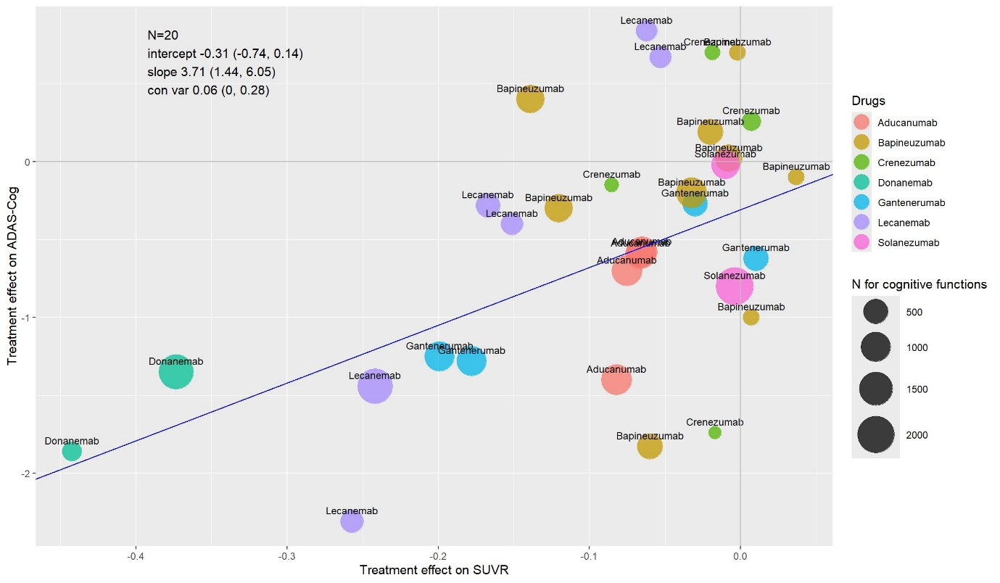 N=20
intercept -0.31 (-0.74, 0.14)
slope 3.71 (1.44, 6.05)
con var 0.06 (0, 0.28)
Lecanemab
Lecanemab
Crenezumab
Bapineuzumab
Bapineuzumab
Crenezumab
Bapineuzumab
Bapineuzumab
Solanezumab
Bapineuzumab
Crenezumab
Bapineuzumab
Gantenerumab
Lecanemab
Bapineuzumab
Lecanemab
Aducanumab
Aducanumab
Aducanumab
Gantenerumab
Solanezumab
Bapineuzumab
Gantenerumab
Gantenerumab
Donanemab
Lecanemab
Aducanumab
Crenezumab
Bapineuzumab
Donanemab
Lecanemab
0
-1
-2
Treatment effect on ADAS-Cog
-0.4
-0.3
-0.2
-0.1
0.0
Treatment effect on SUVR
Drugs
Aducanumab
Bapineuzumab
Crenezumab
Donanemab
Gantenerumab
Lecanemab
Solanezumab
N for cognitive functions
500
1000
1500
2000